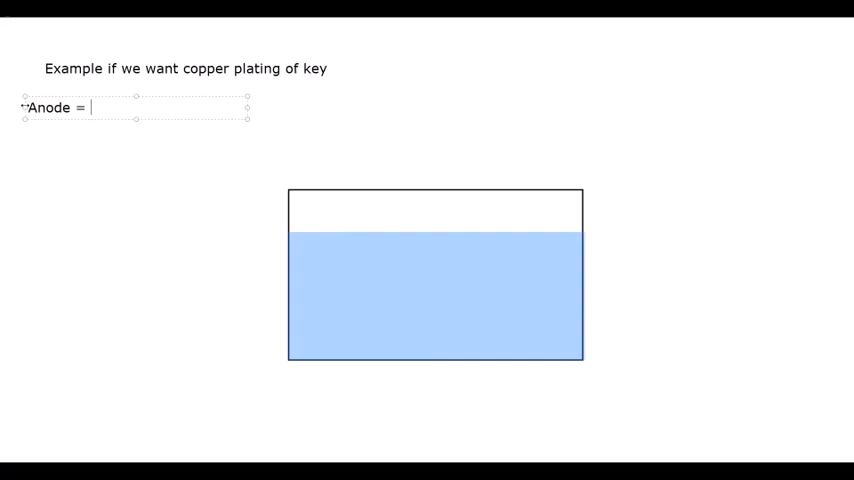 Example if we want copper plating of key
Anode =